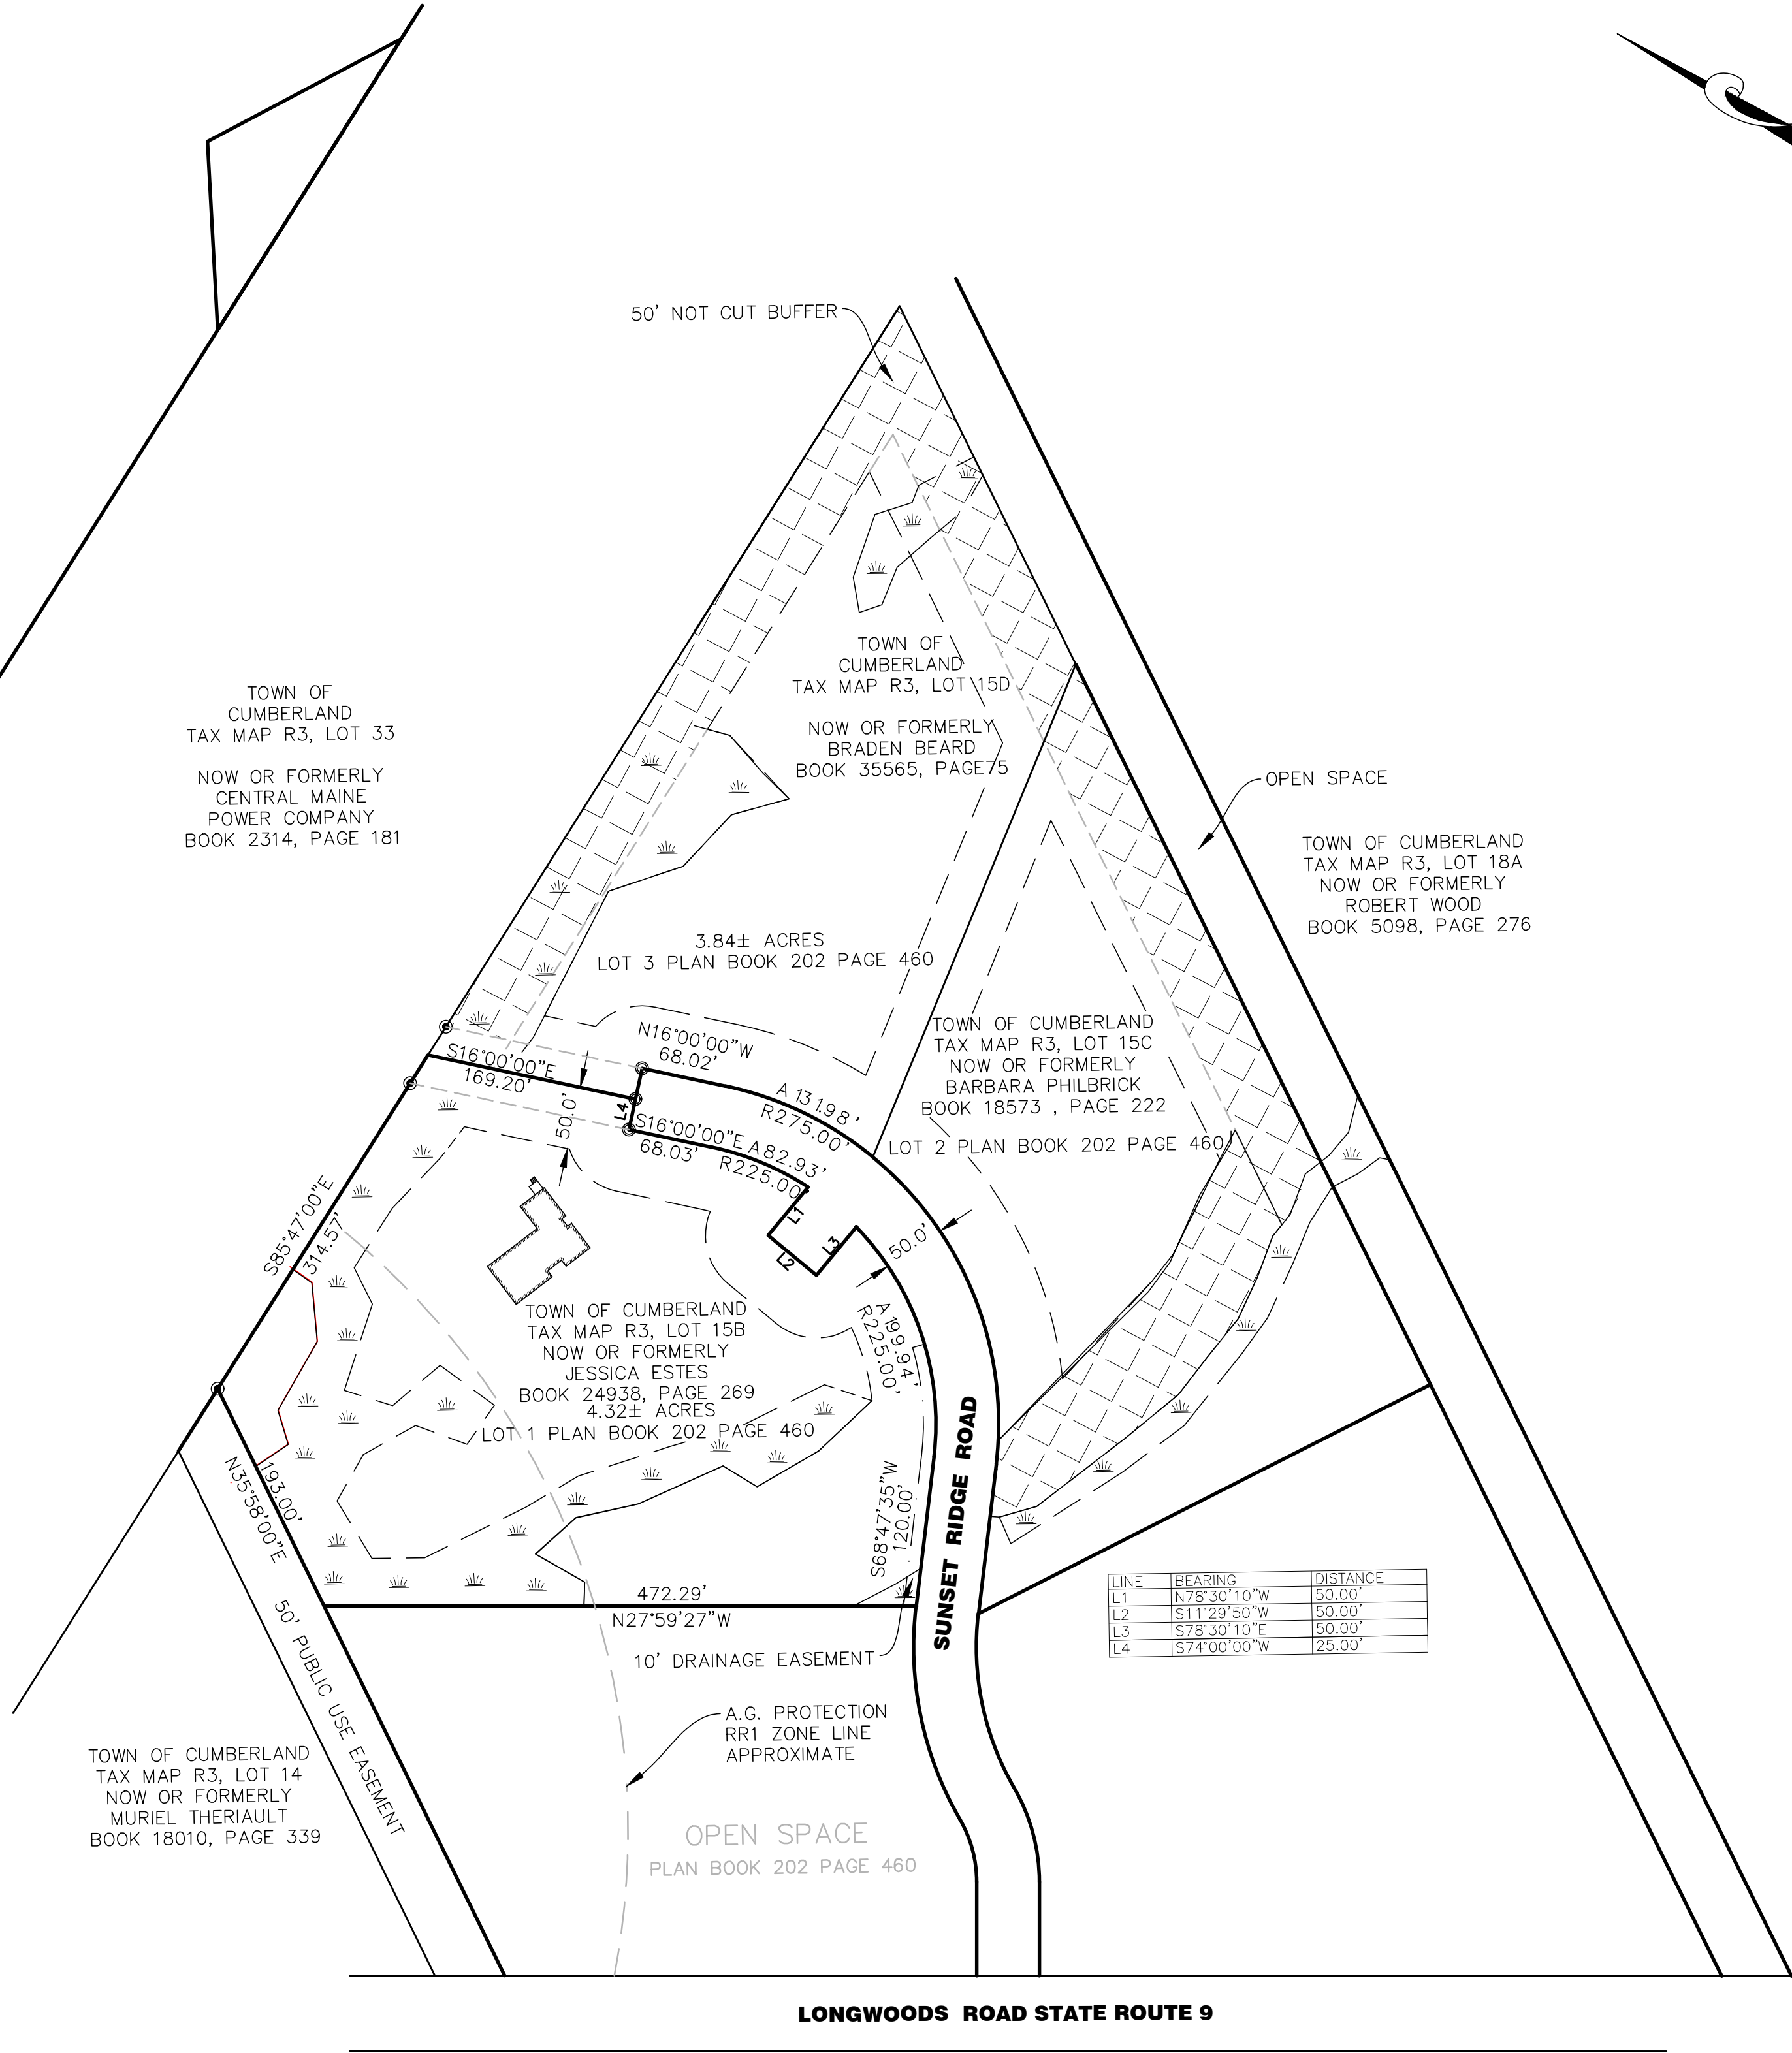 50' NOT CUT BUFFER
TOWN OF
CUMBERLAND
TAX MAP R3, LOT 15D
NOW OR FORMERLY
BRADEN BEARD
BOOK 35565, PAGE75
TOWN OF
CUMBERLAND
TAX MAP R3, LOT 33
NOW OR FORMERLY
CENTRAL MAINE
POWER COMPANY
BOOK 2314, PAGE 181
OPEN SPACE
TOWN OF CUMBERLAND
TAX MAP R3, LOT 18A
NOW OR FORMERLY
ROBERT WOOD
BOOK 5098, PAGE 276
3.84± ACRES
LOT 3 PLAN BOOK 202 PAGE 460
TOWN OF CUMBERLAND
TAX MAP R3, LOT 15C
NOW OR FORMERLY
BARBARA PHILBRICK
BOOK 18573 , PAGE 222
LOT 2 PLAN BOOK 202 PAGE 460
N16°00'00"W
68.02'
S16°00'00"E
169.20'
L4
50.0'
A 131.98'
R275.00'
S16°00'00"E
68.03'
A 82.93'
R225.00'
L1
L2
L3
50.0'
S85°47'00"E
314.57'
TOWN OF CUMBERLAND
TAX MAP R3, LOT 15B
NOW OR FORMERLY
JESSICA ESTES
BOOK 24938, PAGE 269
4.32± ACRES
LOT 1 PLAN BOOK 202 PAGE 460
A 199.94'
R225.00'
S68°47'35"W
120.00'
SUNSET RIDGE ROAD
193.00'
N35°58'00"E
472.29'
N27°59'27"W
10' DRAINAGE EASEMENT
50' PUBLIC USE EASEMENT
A.G. PROTECTION
RR1 ZONE LINE
APPROXIMATE
LINE BEARING DISTANCE
L1 N78°30'10"W 50.00'
L2 S11°29'50"W 50.00'
L3 S78°30'10"E 50.00'
L4 S74°00'00"W 25.00'
TOWN OF CUMBERLAND
TAX MAP R3, LOT 14
NOW OR FORMERLY
MURIEL THERIAULT
BOOK 18010, PAGE 339
OPEN SPACE
PLAN BOOK 202 PAGE 460
LONGWOODS ROAD STATE ROUTE 9